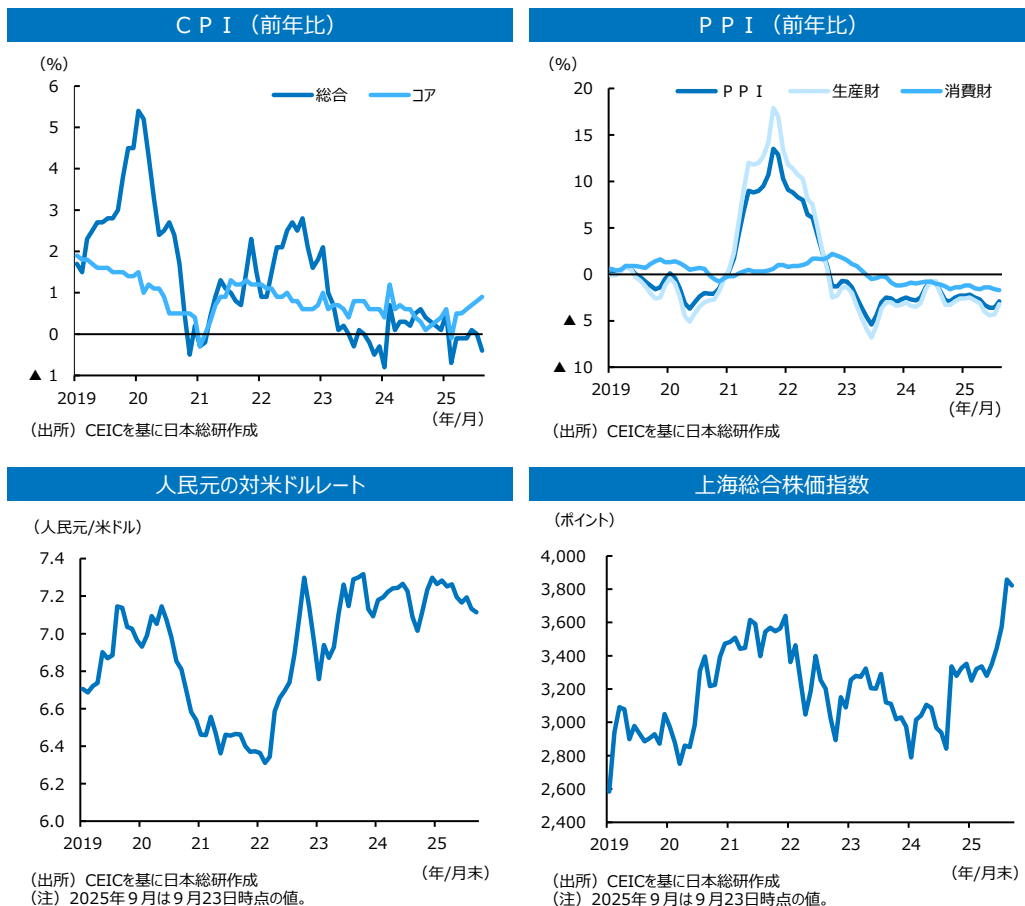 ＣＰＩ（前年比）
（%）
総合
コア
6
5
4
3
2
1
0
▲ 1
2019 20 21 22 23 24 25
（年/月）
（出所）CEICを基に日本総研作成
ＰＰＩ（前年比）
（%）
ＰＰＩ
生産財
消費財
20
15
10
5
0
▲ 5
▲ 10
2019 20 21 22 23 24 25
（年/月）
（出所）CEICを基に日本総研作成
人民元の対米ドルレート
（人民元/米ドル）
7.4
7.2
7.0
6.8
6.6
6.4
6.2
6.0
2019 20 21 22 23 24 25
（年/月末）
（出所）CEICを基に日本総研作成
（注）2025年９月は９月23日時点の値。
上海総合株価指数
（ポイント）
4,000
3,800
3,600
3,400
3,200
3,000
2,800
2,600
2,400
2019 20 21 22 23 24 25
（年/月末）
（出所）CEICを基に日本総研作成
（注）2025年９月は９月23日時点の値。